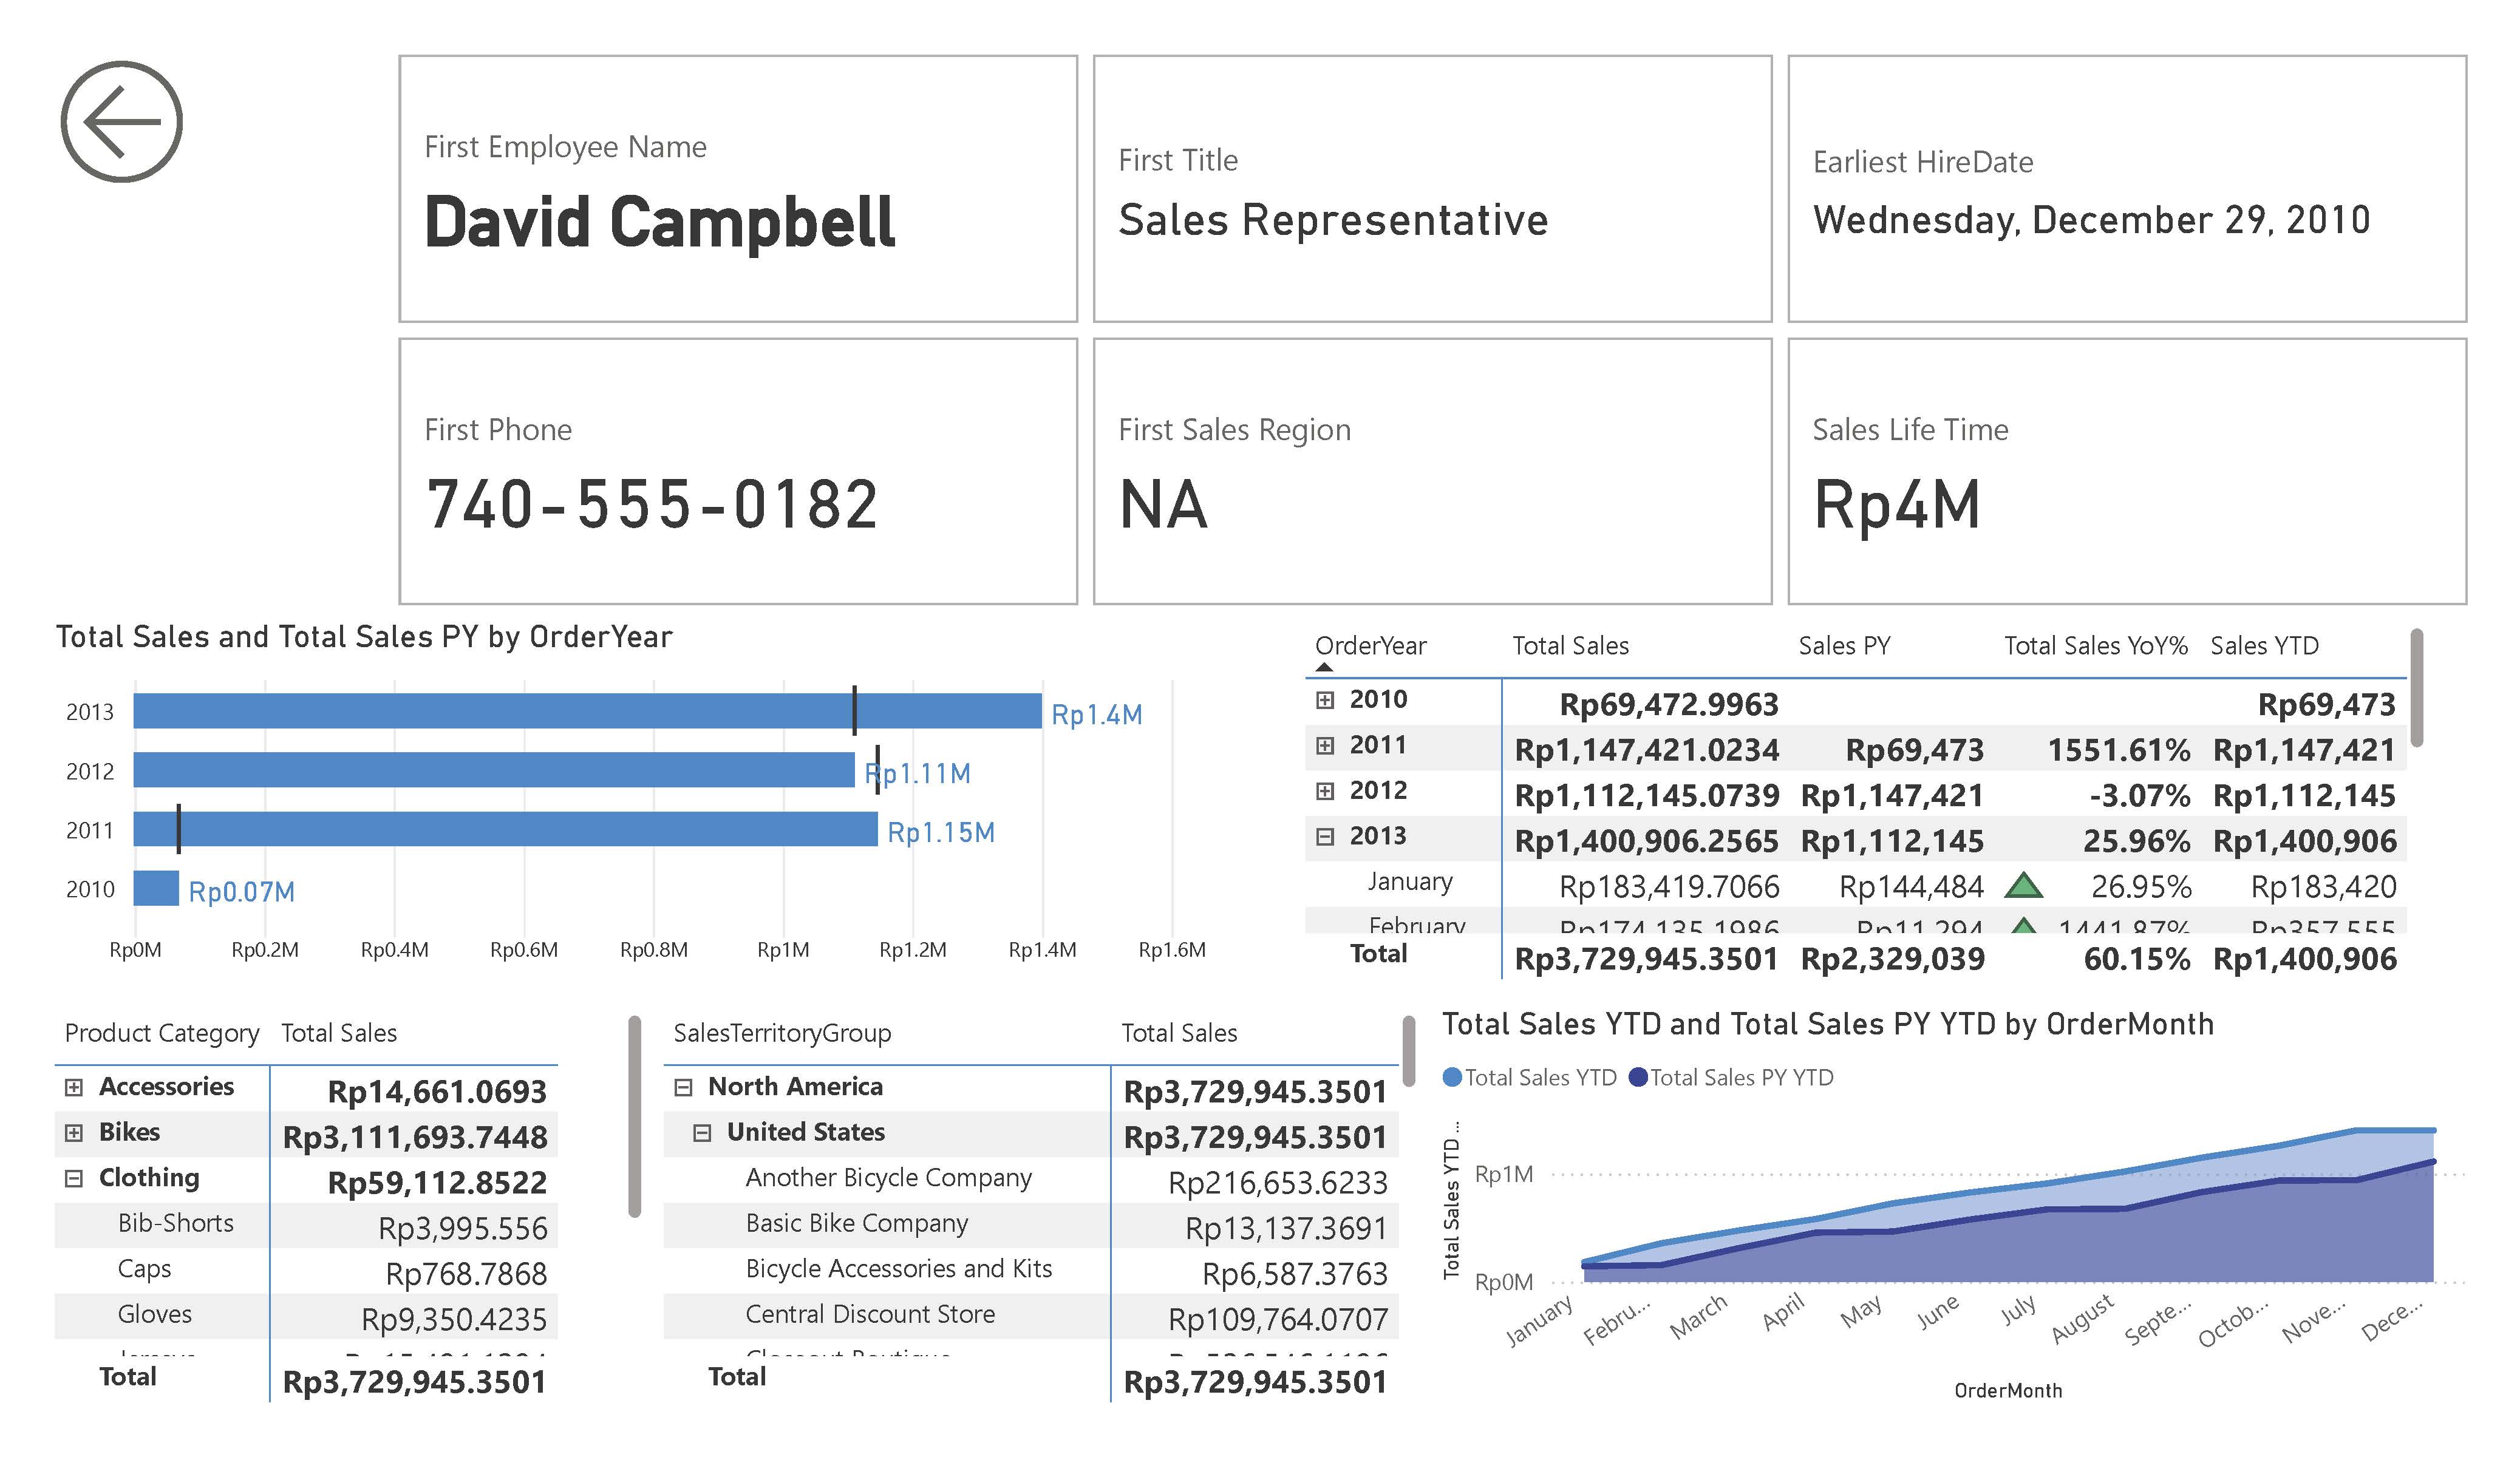 First Employee Name
David Campbell
First Title
Sales Representative
Earliest HireDate
Wednesday, December 29, 2010
First Phone
740-555-0182
First Sales Region
NA
Sales Life Time
Rp4M
Total Sales and Total Sales PY by OrderYear
2013 Rp1.4M
2012 Rp1.11M
2011 Rp1.15M
2010 Rp0.07M
Rp0M Rp0.2M Rp0.4M Rp0.6M Rp0.8M Rp1M Rp1.2M Rp1.4M Rp1.6M
OrderYear Total Sales Sales PY Total Sales YoY% Sales YTD
2010 Rp69,472.9963 Rp69,473
2011 Rp1,147,421.0234 Rp69,473 1551.61% Rp1,147,421
2012 Rp1,112,145.0739 Rp1,147,421 -3.07% Rp1,112,145
2013 Rp1,400,906.2565 Rp1,112,145 25.96% Rp1,400,906
January Rp183,419.7066 Rp144,484 26.95% Rp183,420
February Rp174,135.1986 Rp11,294 1441.87% Rp357,555
Total Rp3,729,945.3501 Rp2,329,039 60.15% Rp1,400,906
Product Category Total Sales
Accessories Rp14,661.0693
Bikes Rp3,111,693.7448
Clothing Rp59,112.8522
Bib-Shorts Rp3,995.556
Caps Rp768.7868
Gloves Rp9,350.4235
Total Rp3,729,945.3501
SalesTerritoryGroup Total Sales
North America Rp3,729,945.3501
United States Rp3,729,945.3501
Another Bicycle Company Rp216,653.6233
Basic Bike Company Rp13,137.3691
Bicycle Accessories and Kits Rp6,587.3763
Central Discount Store Rp109,764.0707
Total Rp3,729,945.3501
Total Sales YTD and Total Sales PY YTD by OrderMonth
Total Sales YTD Total Sales PY YTD
Total Sales YTD ...
Rp1M
Rp0M
January Febru... March April May June July August Septe... Octob... Nove... Dece...
OrderMonth